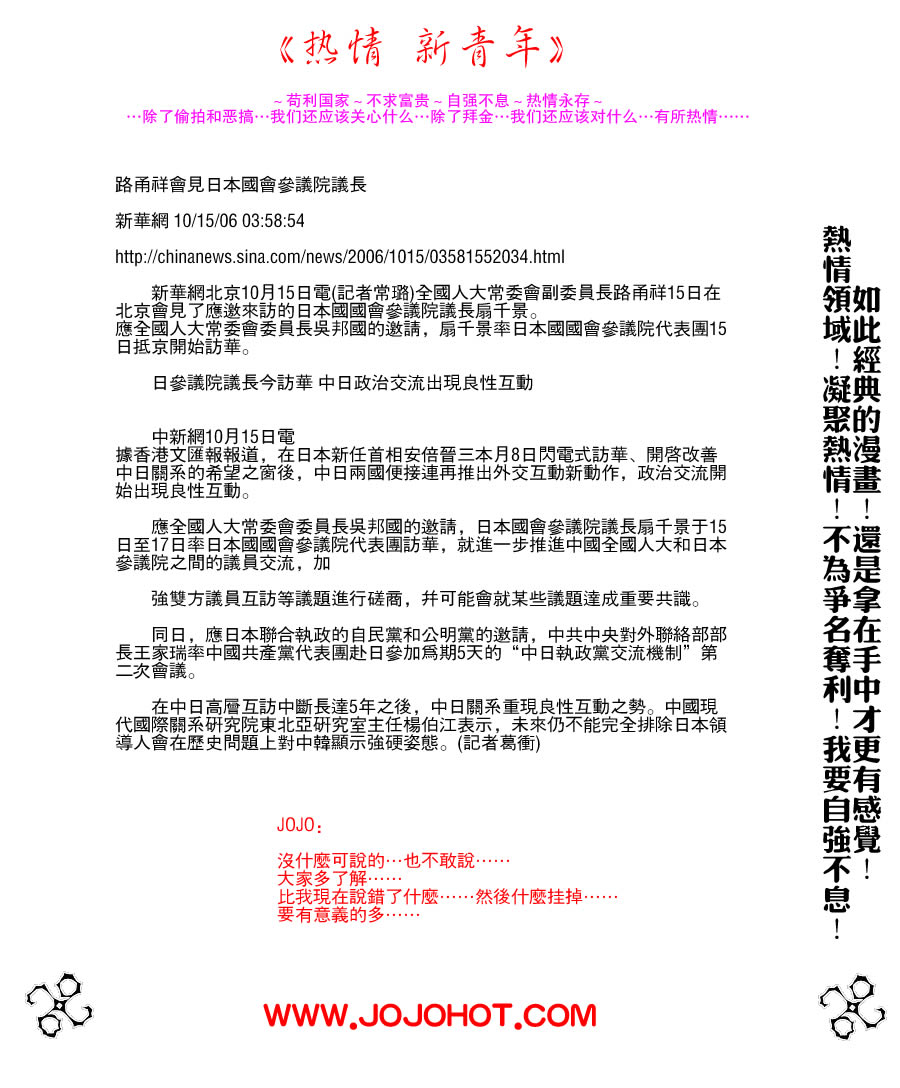 《热情 新青年》
～苟利国家～不求富贵～自强不息～热情永存～
…除了偷拍和恶搞…我们还应该关心什么…除了拜金…我们还应该对什么…有所热情……
路甬祥會見日本國會參議院議長
新華網 10/15/06 03:58:54
http://chinanews.sina.com/news/2006/1015/03581552034.html
新華網北京10月15日電(記者常璐)全國人大常委會副委員長路甬祥15日在
北京會見了應邀來訪的日本國國會參議院議長扇千景。
應全國人大常委會委員長吳邦國的邀請，扇千景率日本國國會參議院代表團15
日抵京開始訪華。
日參議院議長今訪華 中日政治交流出現良性互動
中新網10月15日電
據香港文匯報報道，在日本新任首相安倍晉三本月8日閃電式訪華、開啓改善
中日關系的希望之窗後，中日兩國便接連再推出外交互動新動作，政治交流開
始出現良性互動。
應全國人大常委會委員長吳邦國的邀請，日本國會參議院議長扇千景于15
日至17日率日本國國會參議院代表團訪華，就進一步推進中國全國人大和日本
參議院之間的議員交流，加
強雙方議員互訪等議題進行磋商，幷可能會就某些議題達成重要共識。
同日，應日本聯合執政的自民黨和公明黨的邀請，中共中央對外聯絡部部
長王家瑞率中國共產黨代表團赴日參加爲期5天的“中日執政黨交流機制”第
二次會議。
在中日高層互訪中斷長達5年之後，中日關系重現良性互動之勢。中國現
代國際關系研究院東北亞研究室主任楊伯江表示，未來仍不能完全排除日本領
導人會在歷史問題上對中韓顯示強硬姿態。(記者葛衝)
JOJO：
沒什麼可說的…也不敢說……
大家多了解……
比我現在說錯了什麼……然後什麼挂掉……
要有意義的多……
如此經典的漫畫！還是拿在手中才更有感覺！
熱情領域！凝聚熱情！不為爭名奪利！我要自強不息！
WWW.JOJOHOT.COM